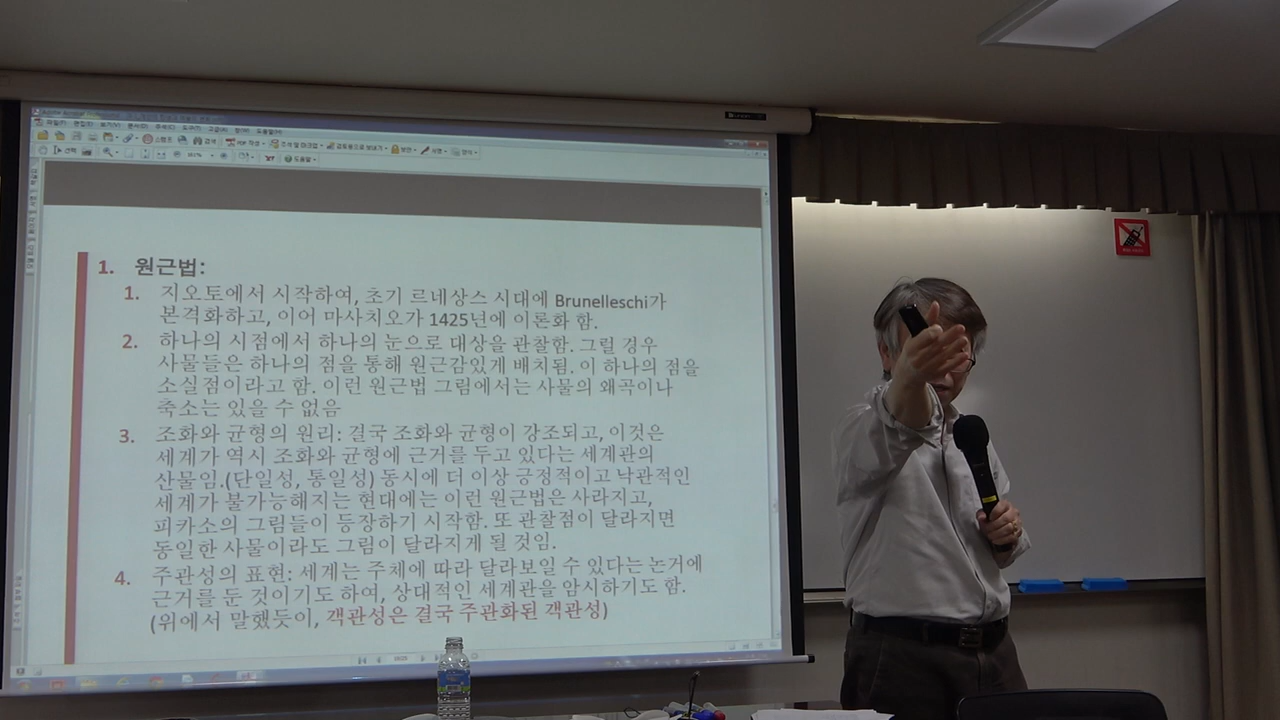 1. 원근법:
1. 지오토에서 시작하여, 초기 르네상스 시대에 Brunelleschi가
본격화하고, 이어 마사치오가 1425년에 이론화 함.
2. 하나의 시점에서 하나의 눈으로 대상을 관찰함. 그럴 경우
사물들은 하나의 점을 통해 원근감있게 배치됨. 이 하나의 점을
소실점이라고 함. 이런 원근법 그림에서는 사물의 왜곡이나
축소는 있을 수 없음
3. 조화와 균형의 원리: 결국 조화와 균형이 강조되고, 이것은
세계가 역시 조화와 균형에 근거를 두고 있다는 세계관의
산물임.(단일성, 통일성) 동시에 더 이상 긍정적이고 낙관적인
세계가 불가능해지는 현대에는 이런 원근법은 사라지고,
피카소의 그림들이 등장하기 시작함. 또 관찰점이 달라지면
동일한 사물이라도 그림이 달라지게 될 것임.
4. 주관성의 표현: 세계는 주체에 따라 달라보일 수 있다는 논거에
근거를 둔 것이기도 하여, 상대적인 세계관을 암시하기도 함.
(위에서 말했듯이, 객관성은 결국 주관화된 객관성)